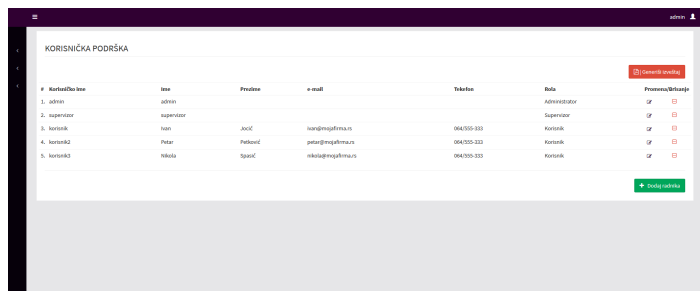 admin
KORISNIČKA PODRŠKA
Generiši izveštaj
# Korisničko ime Ime Prezime e-mail Telefon Rola Promena/Brisanje
1. admin admin Administrator
2. supervizor supervizor Supervizor
3. korisnik Ivan Jocić ivan@mojafirma.rs 064/555-333 Korisnik
4. korisnik2 Petar Petković petar@mojafirma.rs 064/555-333 Korisnik
5. korisnik3 Nikola Spasić nikola@mojafirma.rs 064/555-333 Korisnik
+ Dodaj radnika